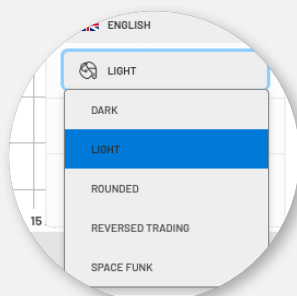 ENGLISH
LIGHT
DARK
LIGHT
ROUNDED
REVERSED TRADING
15
SPACE FUNK